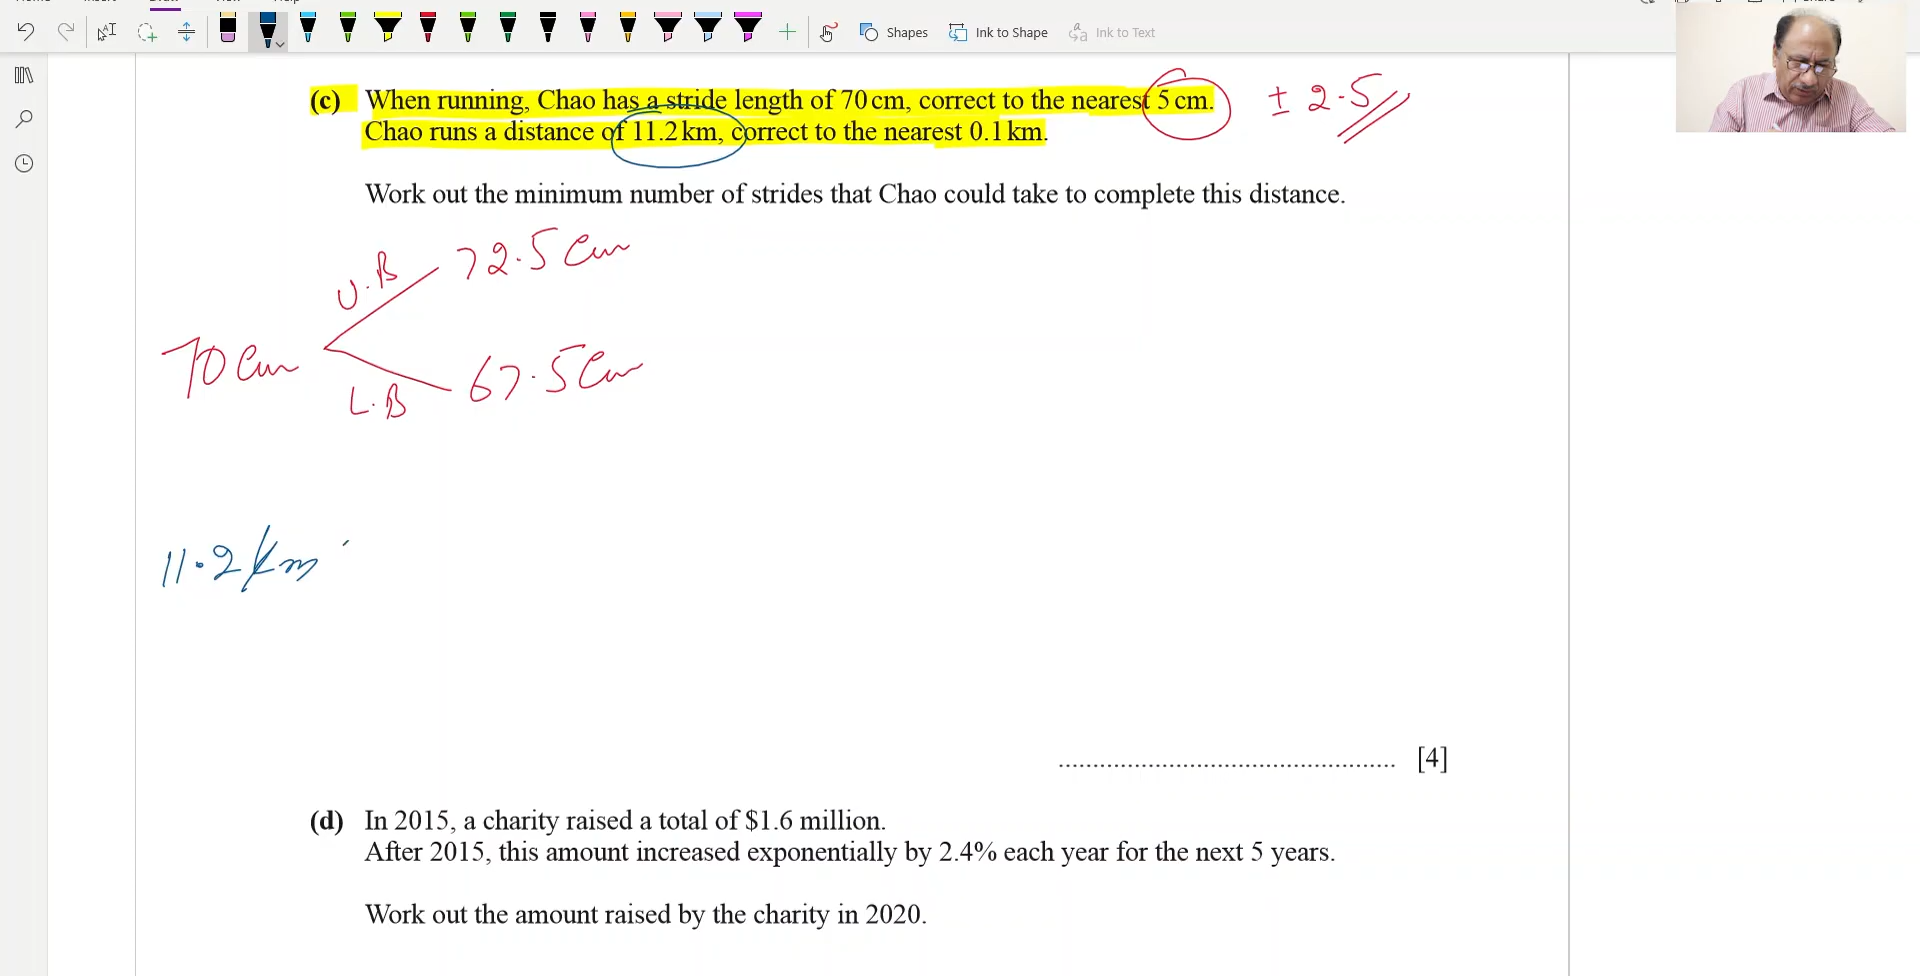 Shapes Ink to Shape Ink to Text
(c) When running, Chao has a stride length of 70 cm, correct to the nearest 5 cm.
± 2.5
Chao runs a distance of 11.2 km, correct to the nearest 0.1 km.
Work out the minimum number of strides that Chao could take to complete this distance.
U.B 72.5 cm
70 cm
L.B 67.5 cm
11.2 km
.................................................. [4]
(d) In 2015, a charity raised a total of $1.6 million.
After 2015, this amount increased exponentially by 2.4% each year for the next 5 years.
Work out the amount raised by the charity in 2020.